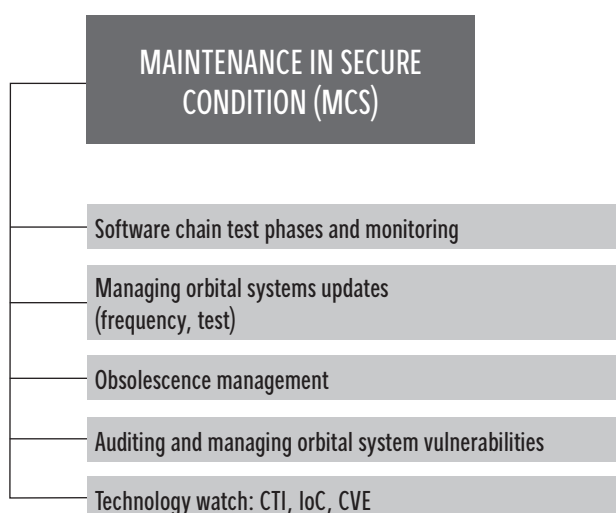 MAINTENANCE IN SECURE
CONDITION (MCS)
Software chain test phases and monitoring
Managing orbital systems updates
(frequency, test)
Obsolescence management
Auditing and managing orbital system vulnerabilities
Technology watch: CTI, IoC, CVE